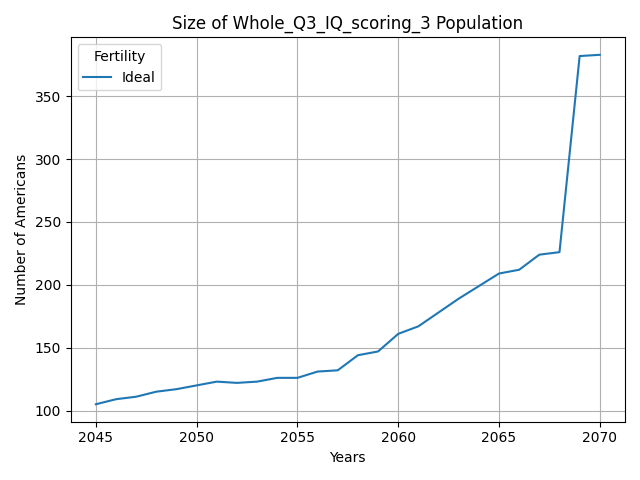 Size of Whole_Q3_IQ_scoring_3 Population
Fertility
Ideal
Number of Americans
350
300
250
200
150
100
2045 2050 2055 2060 2065 2070
Years